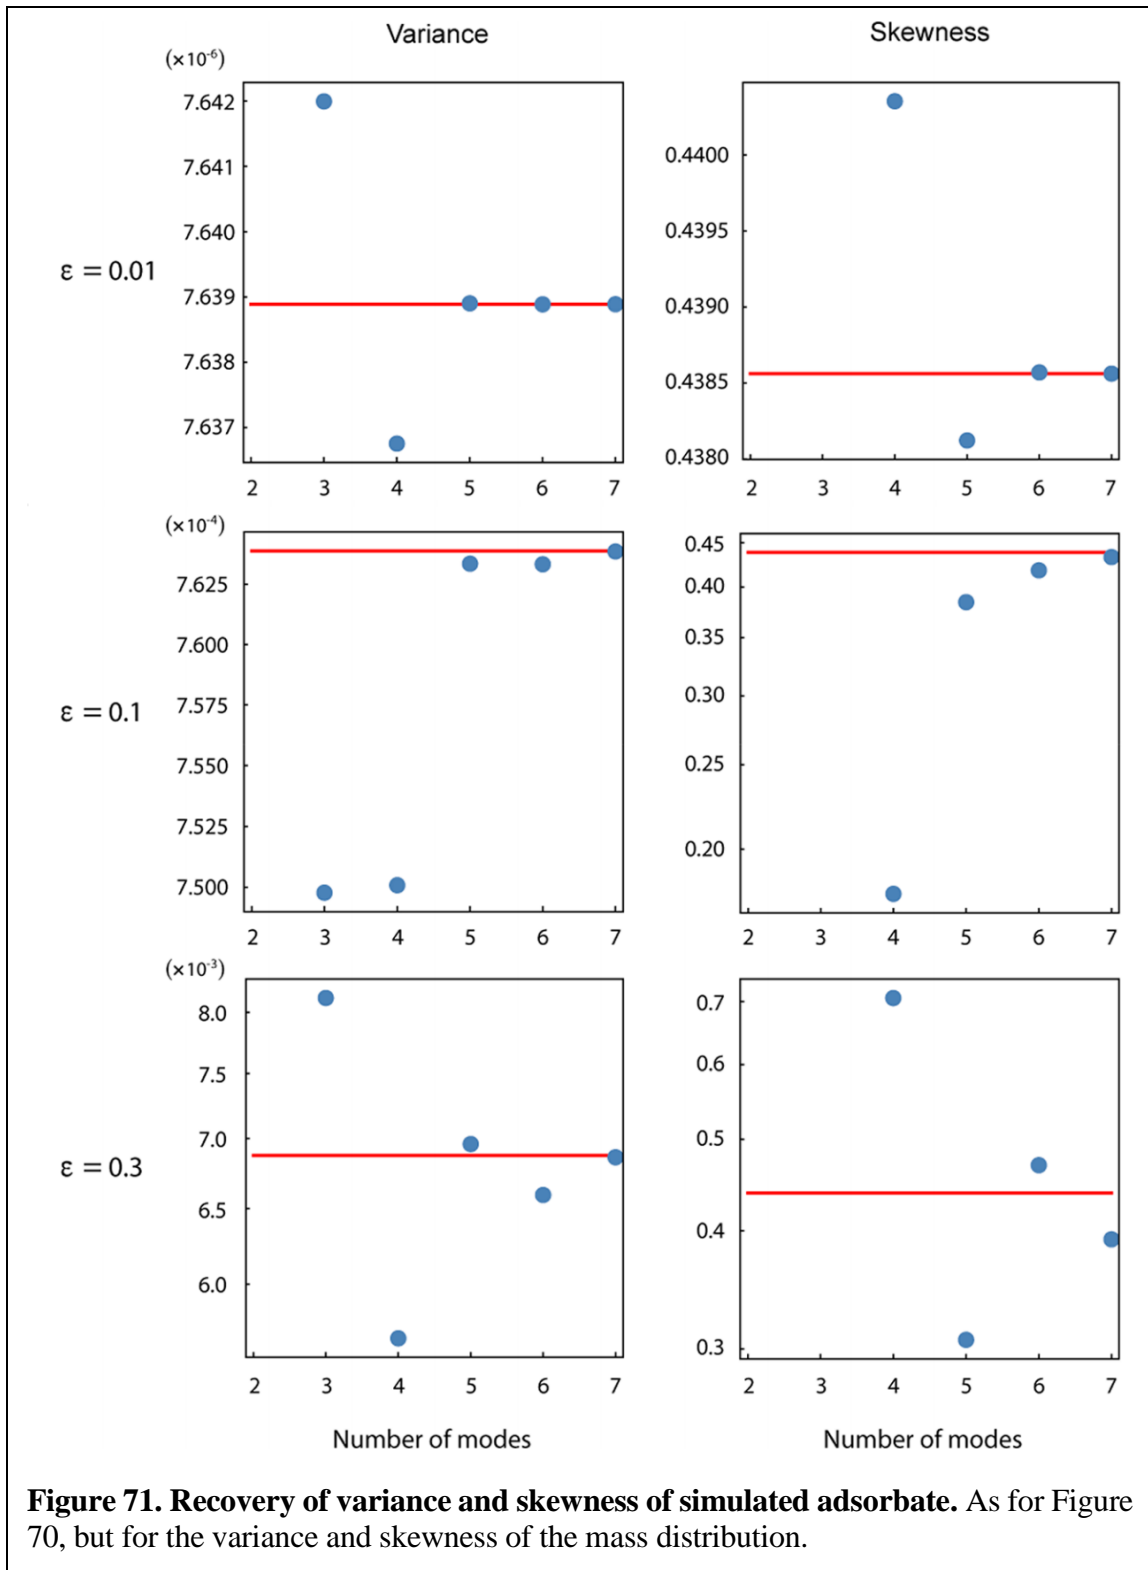 Variance
Skewness
(×10⁻⁶)
7.642
7.641
7.640
7.639
7.638
7.637
ε = 0.01
2 3 4 5 6 7
0.4400
0.4395
0.4390
0.4385
0.4380
2 3 4 5 6 7
(×10⁻⁴)
7.625
7.600
7.575
7.550
7.525
7.500
ε = 0.1
2 3 4 5 6 7
0.45
0.40
0.35
0.30
0.25
0.20
2 3 4 5 6 7
(×10⁻³)
8.0
7.5
7.0
6.5
6.0
ε = 0.3
2 3 4 5 6 7
Number of modes
0.7
0.6
0.5
0.4
0.3
2 3 4 5 6 7
Number of modes
Figure 71. Recovery of variance and skewness of simulated adsorbate. As for Figure
70, but for the variance and skewness of the mass distribution.